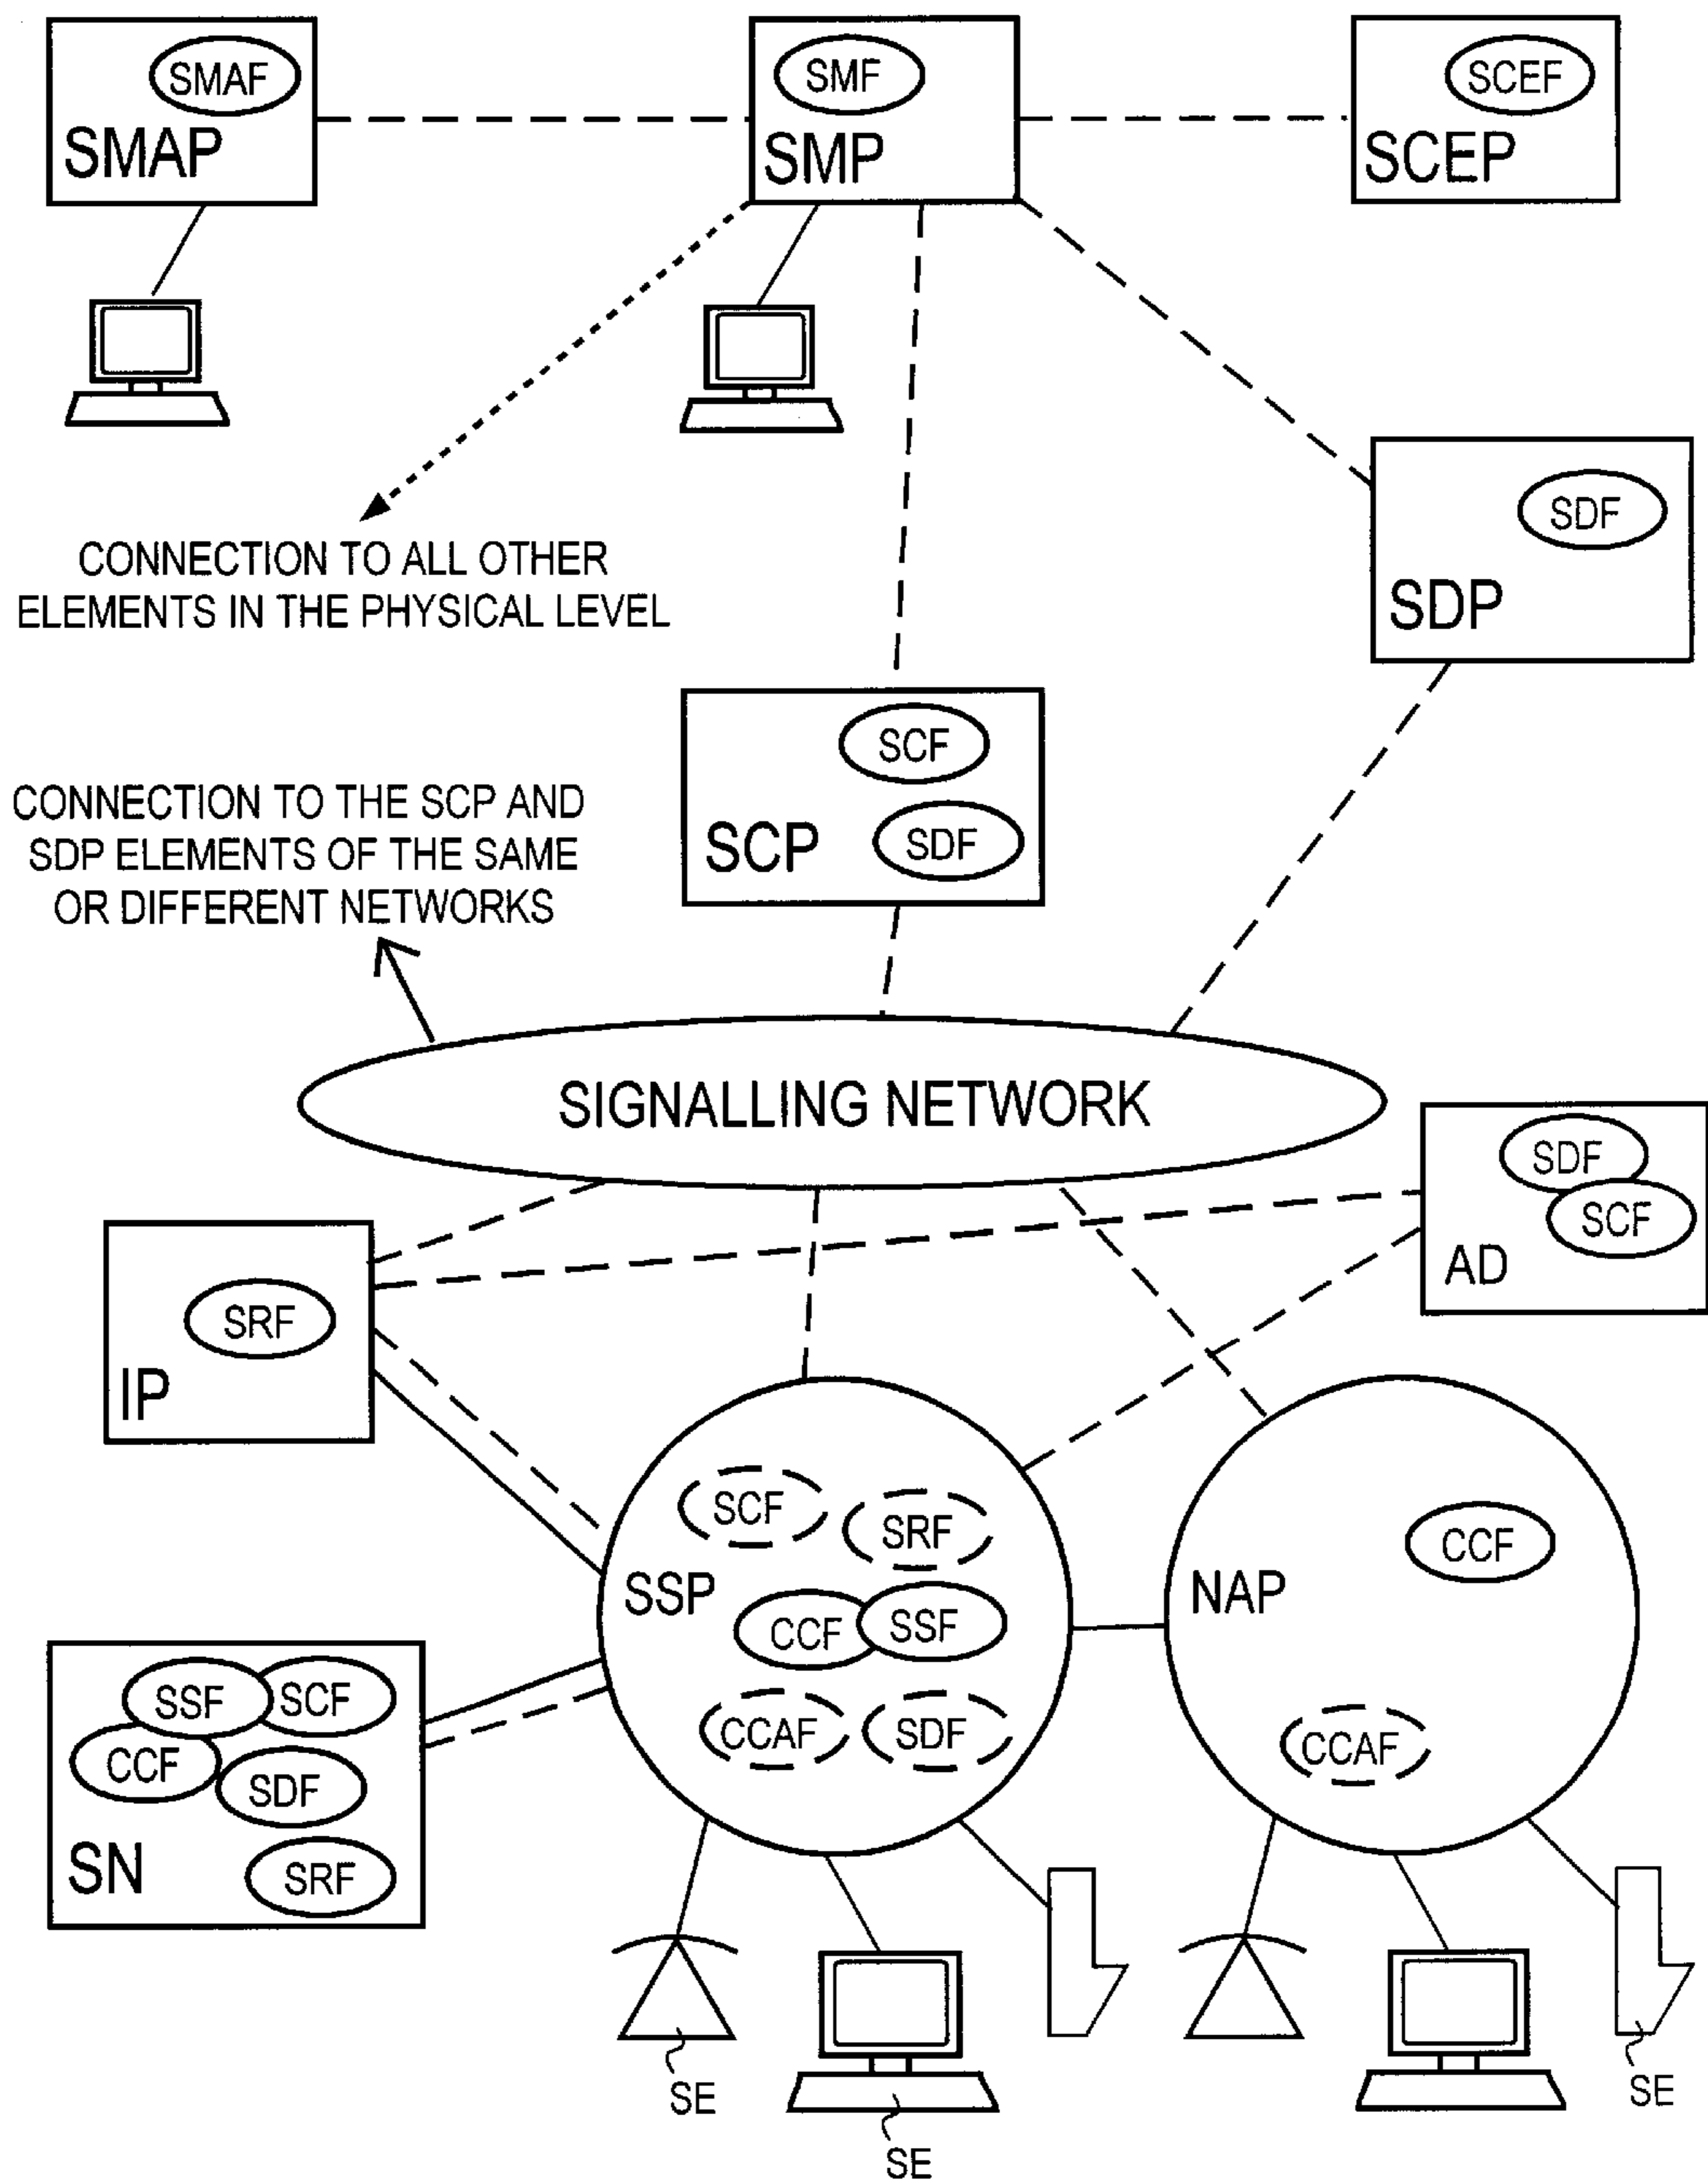 SMAF
SMAP
SMF
SMP
SCEF
SCEP
CONNECTION TO ALL OTHER
ELEMENTS IN THE PHYSICAL LEVEL
SDF
SDP
SCF
SDF
SCP
CONNECTION TO THE SCP AND
SDP ELEMENTS OF THE SAME
OR DIFFERENT NETWORKS
SIGNALLING NETWORK
SDF
SCF
AD
SRF
IP
SCF
SRF
SSP
CCF
SSF
CCAF
SDF
CCF
NAP
CCAF
SSF
SCF
CCF
SDF
SN
SRF
SE
SE
SE